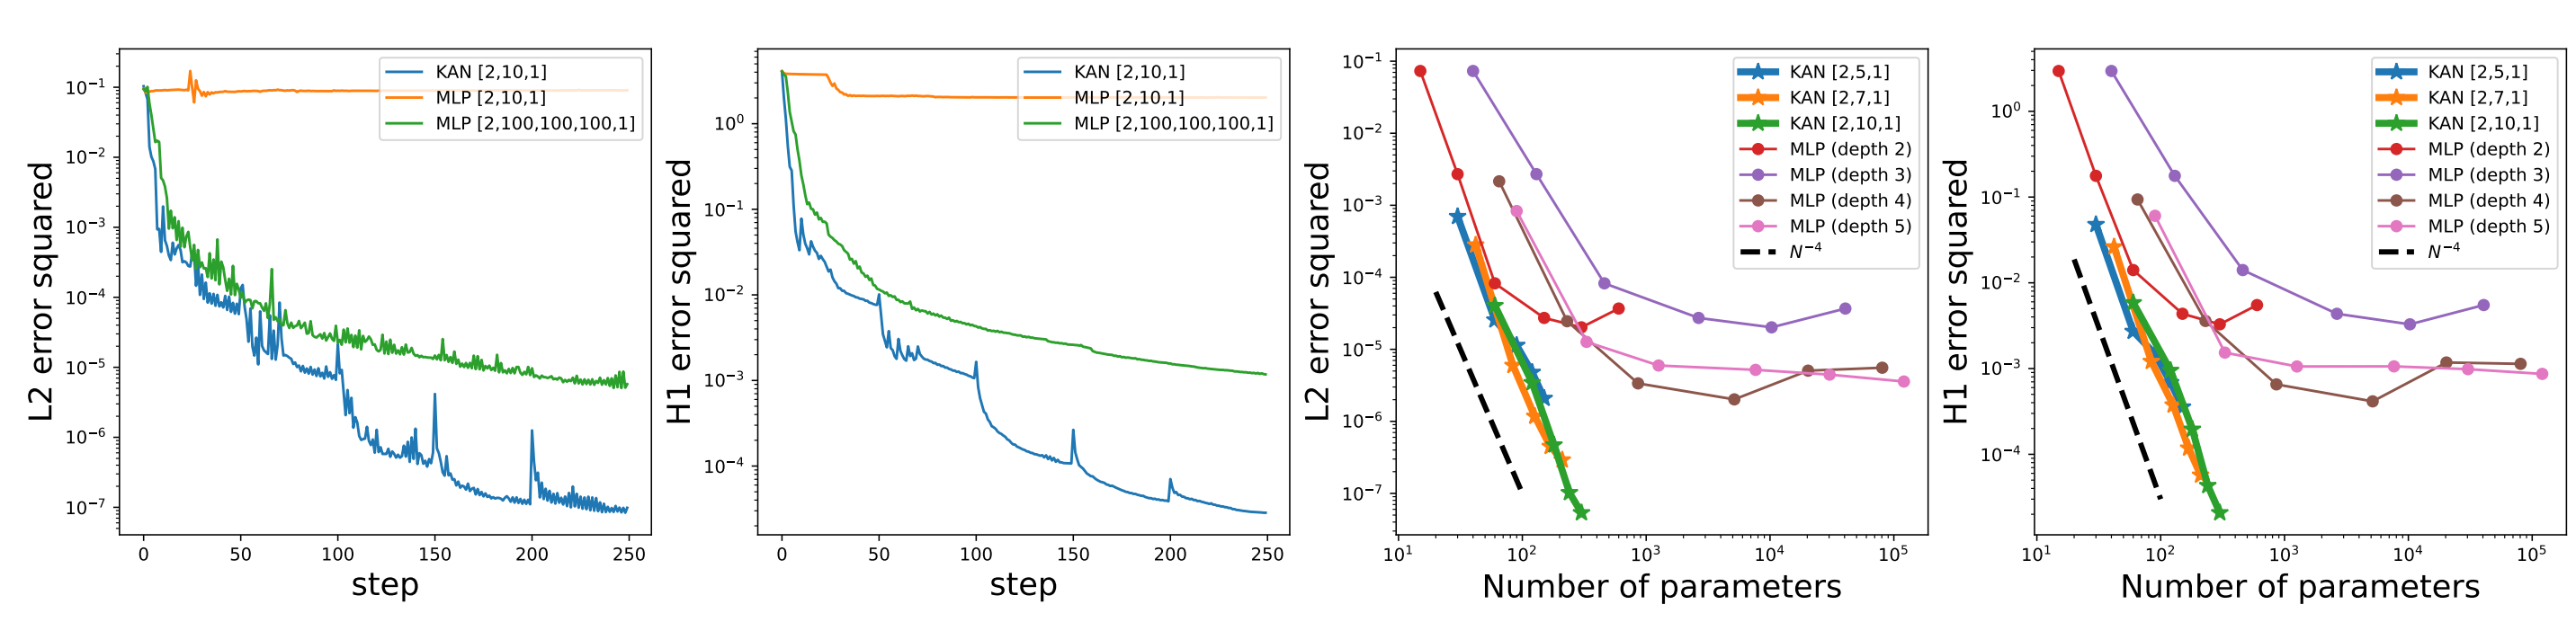 L2 error squared
10⁻¹
10⁻²
10⁻³
10⁻⁴
10⁻⁵
10⁻⁶
10⁻⁷
KAN [2,10,1]
MLP [2,10,1]
MLP [2,100,100,100,1]
0 50 100 150 200 250
step
H1 error squared
10⁰
10⁻¹
10⁻²
10⁻³
10⁻⁴
KAN [2,10,1]
MLP [2,10,1]
MLP [2,100,100,100,1]
0 50 100 150 200 250
step
L2 error squared
10⁻¹
10⁻²
10⁻³
10⁻⁴
10⁻⁵
10⁻⁶
10⁻⁷
KAN [2,5,1]
KAN [2,7,1]
KAN [2,10,1]
MLP (depth 2)
MLP (depth 3)
MLP (depth 4)
MLP (depth 5)
N⁻⁴
10¹ 10² 10³ 10⁴ 10⁵
Number of parameters
H1 error squared
10⁰
10⁻¹
10⁻²
10⁻³
10⁻⁴
KAN [2,5,1]
KAN [2,7,1]
KAN [2,10,1]
MLP (depth 2)
MLP (depth 3)
MLP (depth 4)
MLP (depth 5)
N⁻⁴
10¹ 10² 10³ 10⁴ 10⁵
Number of parameters